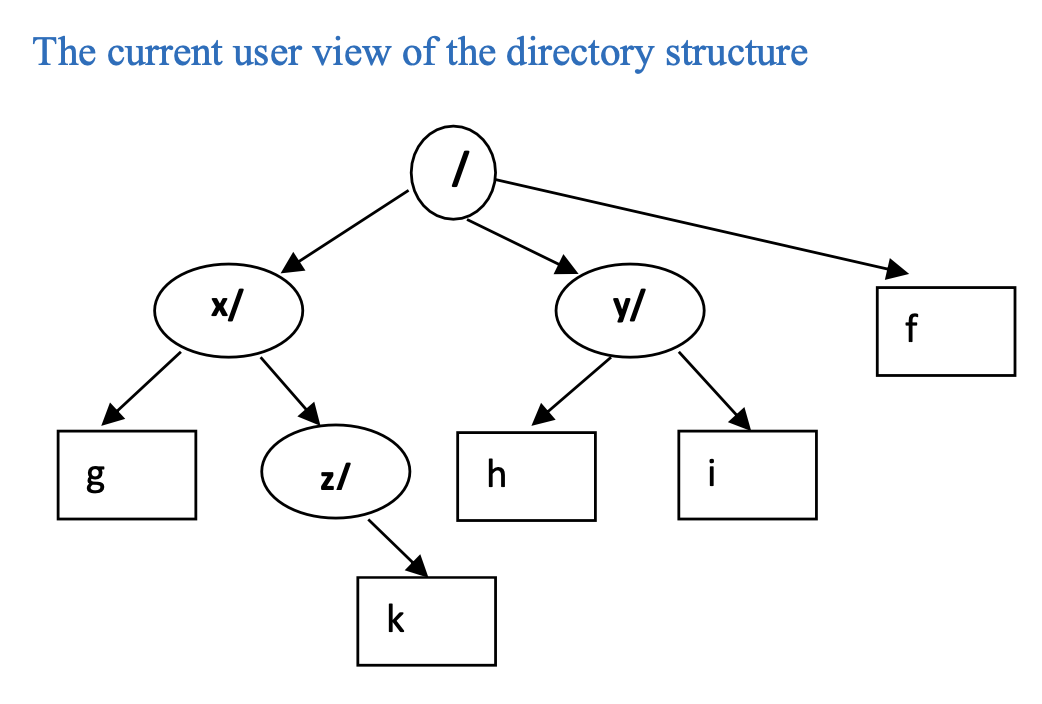 The current user view of the directory structure
/
x/
y/
f
g
z/
h
i
k